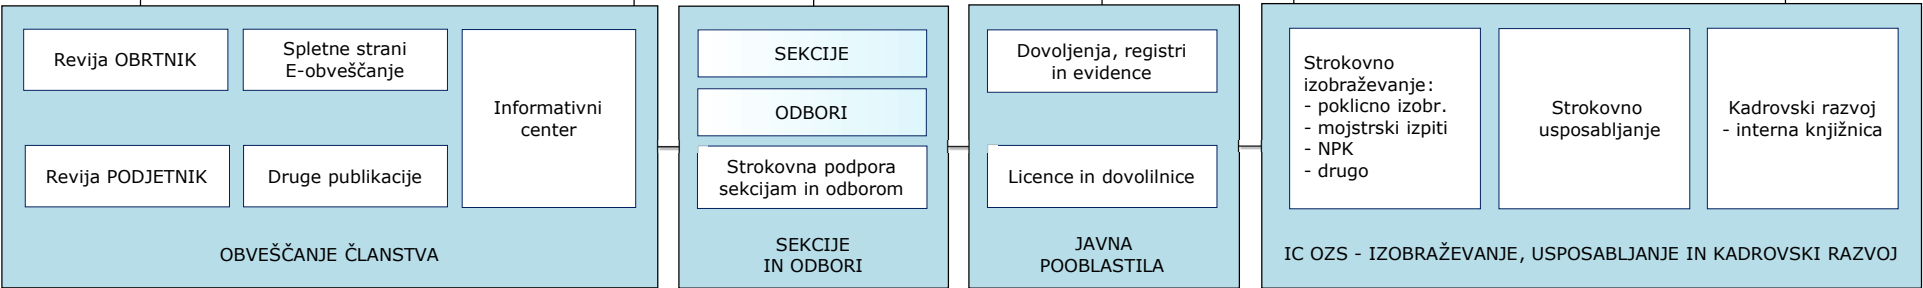 Revija OBRTNIK
Spletne strani
E-obveščanje
Informativni
center
Revija PODJETNIK
Druge publikacije
OBVEŠČANJE ČLANSTVA
SEKCIJE
ODBORI
Strokovna podpora
sekcijam in odborom
SEKCIJE
IN ODBORI
Dovoljenja, registri
in evidence
Licence in dovolilnice
JAVNA
POOBLASTILA
Strokovno
izobraževanje:
- poklicno izobr.
- mojstrski izpiti
- NPK
- drugo
Strokovno
usposabljanje
Kadrovski razvoj
- interna knjižnica
IC OZS - IZOBRAŽEVANJE, USPOSABLJANJE IN KADROVSKI RAZVOJ